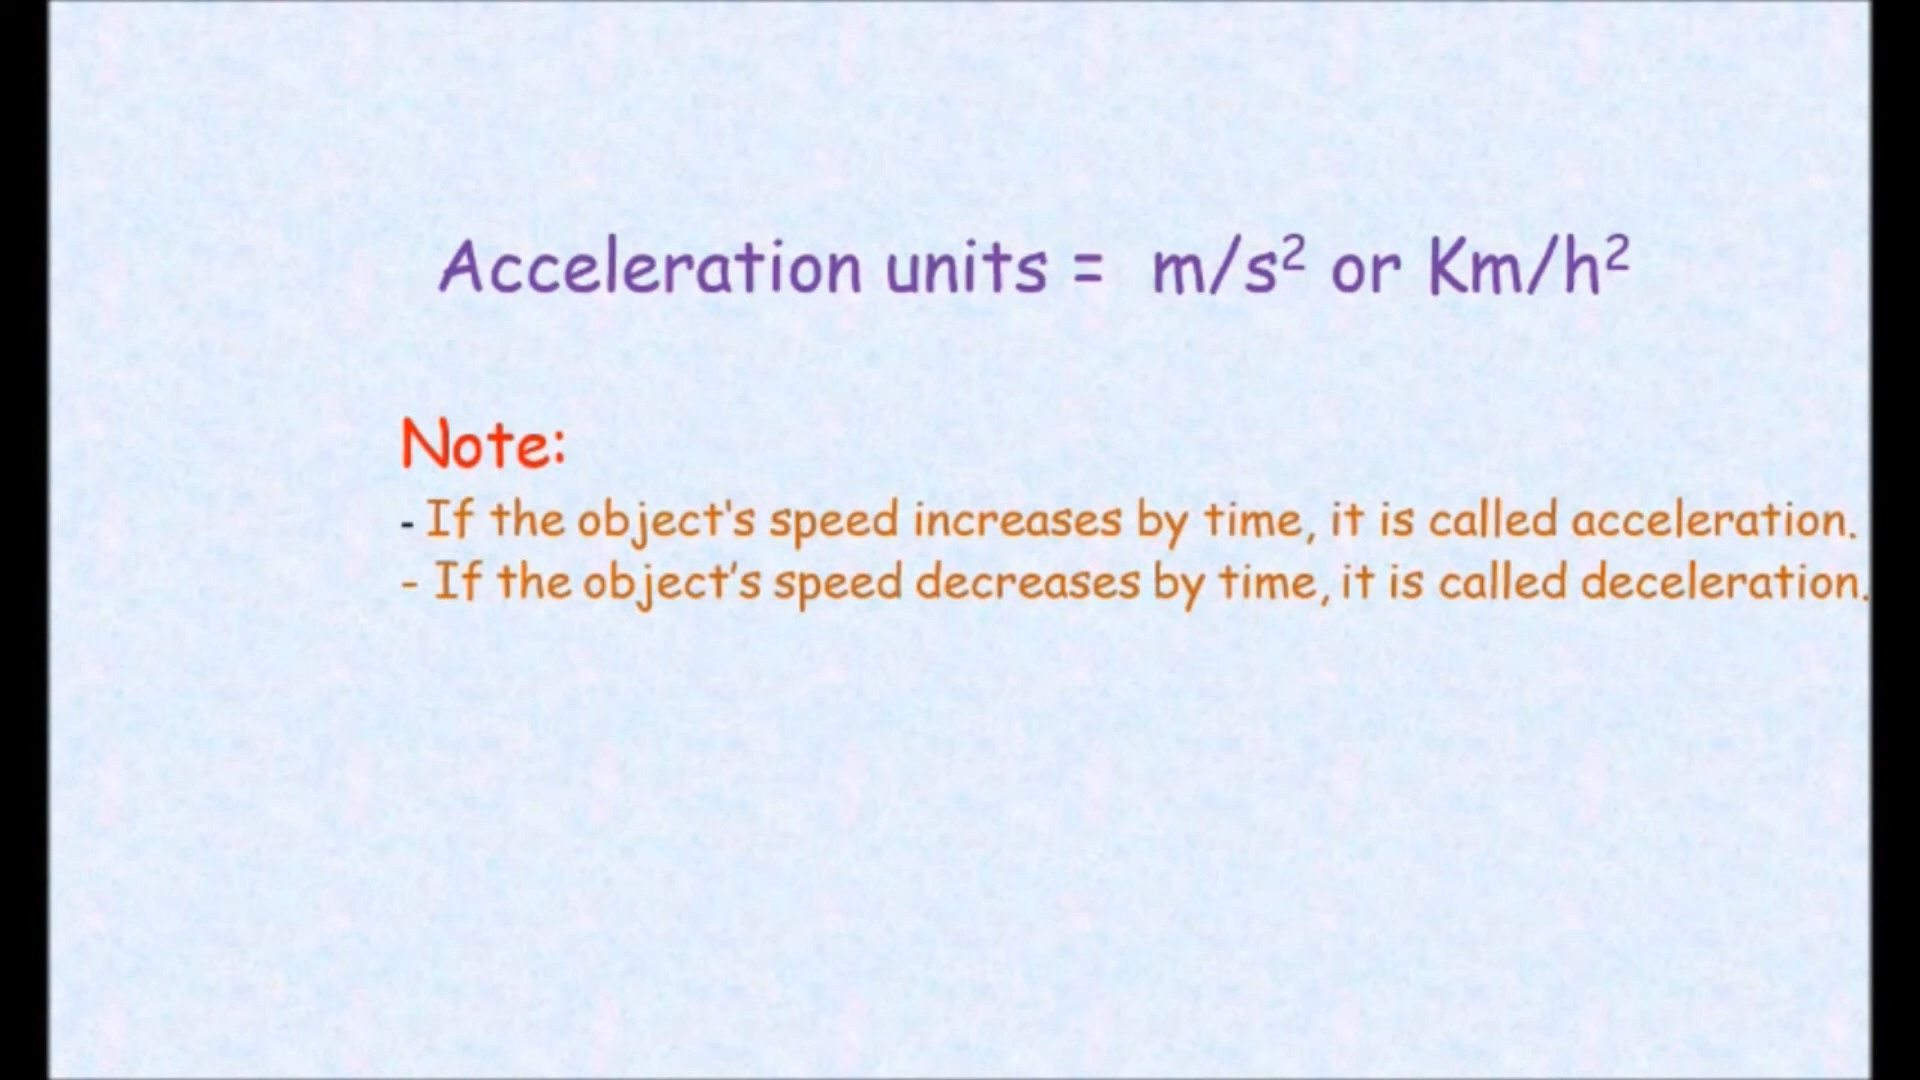 Acceleration units = m/s² or Km/h²
Note:
- If the object's speed increases by time, it is called acceleration.
- If the object's speed decreases by time, it is called deceleration.